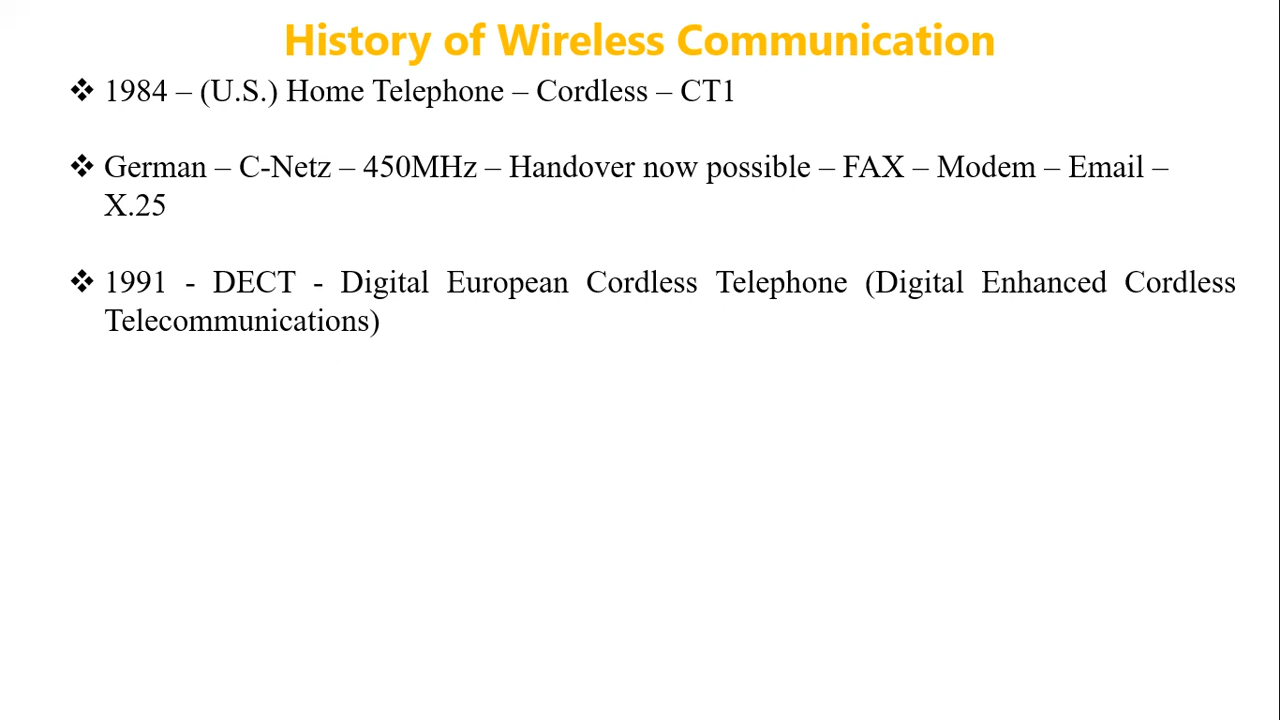 History of Wireless Communication
❖ 1984 – (U.S.) Home Telephone – Cordless – CT1
❖ German – C-Netz – 450MHz – Handover now possible – FAX – Modem – Email –
X.25
❖ 1991 - DECT - Digital European Cordless Telephone (Digital Enhanced Cordless
Telecommunications)